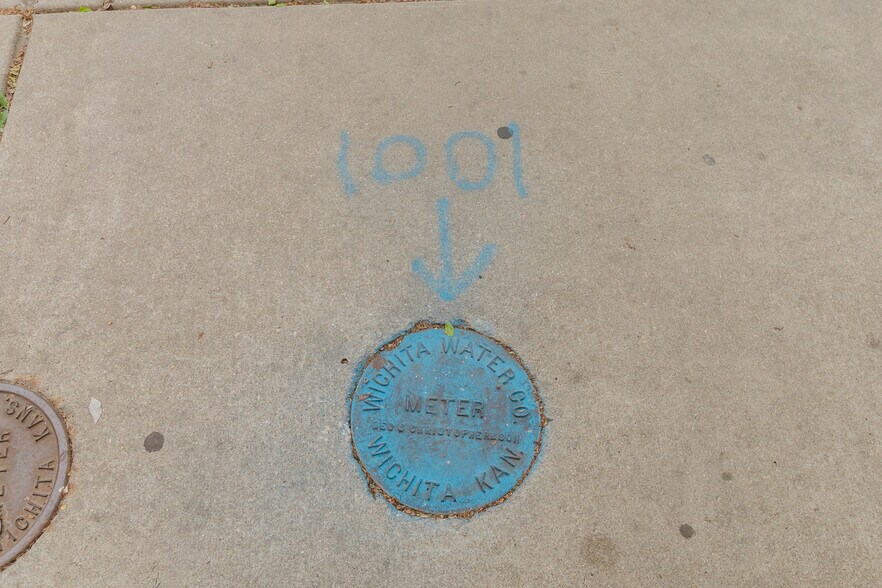 1001
WICHITA WATER CO
METER
WICHITA KAN.
KANS.
WICHITA